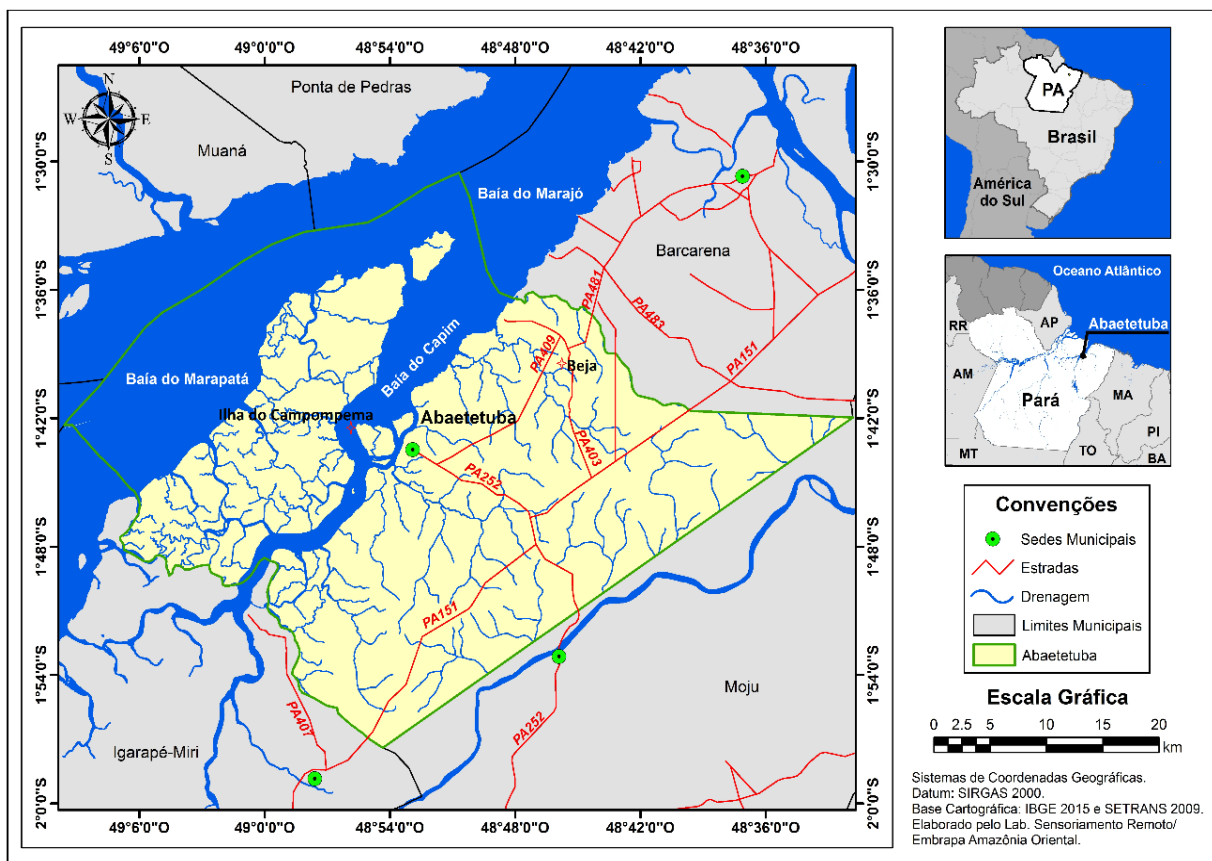 49°6'0"O
49°0'0"O
48°54'0"O
48°48'0"O
48°42'0"O
48°36'0"O
N
W
E
S
Ponta de Pedras
Muaná
Baía do Marajó
Barcarena
1°30'0"S
1°30'0"S
1°36'0"S
1°36'0"S
PA481
PA483
PA151
PA409
Beja
Baía do Capim
Baía do Marapatá
Ilha do Campompema
Abaetetuba
1°42'0"S
1°42'0"S
PA403
PA252
1°48'0"S
1°48'0"S
PA151
1°54'0"S
1°54'0"S
Moju
PA407
PA252
Igarapé-Miri
2°0'0"S
2°0'0"S
49°6'0"O
49°0'0"O
48°54'0"O
48°48'0"O
48°42'0"O
48°36'0"O
PA
Brasil
América
do Sul
Oceano Atlântico
RR
AP
Abaetetuba
AM
Pará
MA
PI
MT
TO
BA
Convenções
Sedes Municipais
Estradas
Drenagem
Limites Municipais
Abaetetuba
Escala Gráfica
0 2.5 5 10 15 20
km
Sistemas de Coordenadas Geográficas.
Datum: SIRGAS 2000.
Base Cartográfica: IBGE 2015 e SETRANS 2009.
Elaborado pelo Lab. Sensoriamento Remoto/
Embrapa Amazônia Oriental.